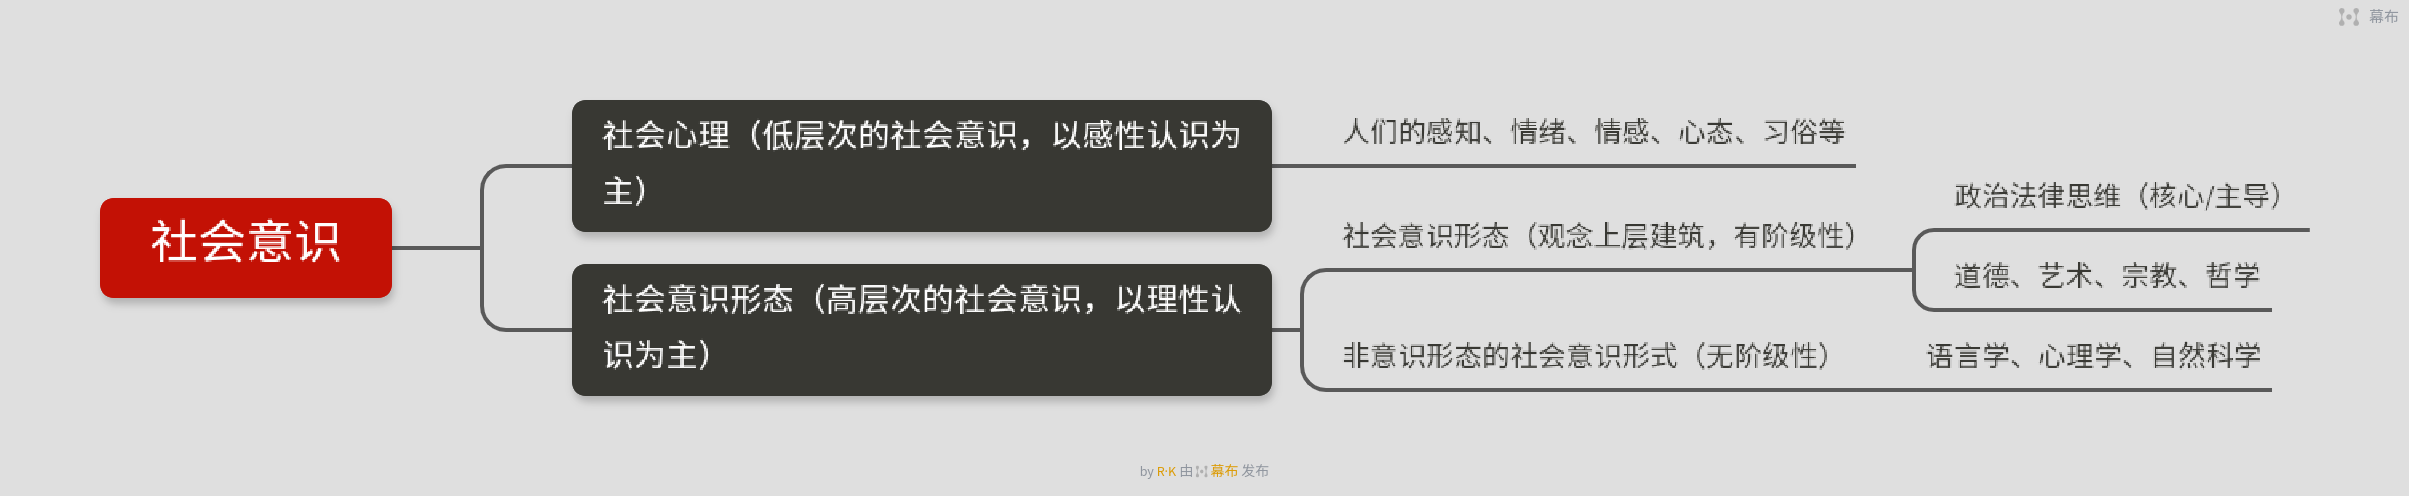 幕布
社会意识
社会心理（低层次的社会意识，以感性认识为
主）
人们的感知、情绪、情感、心态、习俗等
社会意识形态（高层次的社会意识，以理性认
识为主）
社会意识形态（观念上层建筑，有阶级性）
政治法律思维（核心/主导）
道德、艺术、宗教、哲学
非意识形态的社会意识形式（无阶级性）
语言学、心理学、自然科学
by R·K 由 幕布 发布